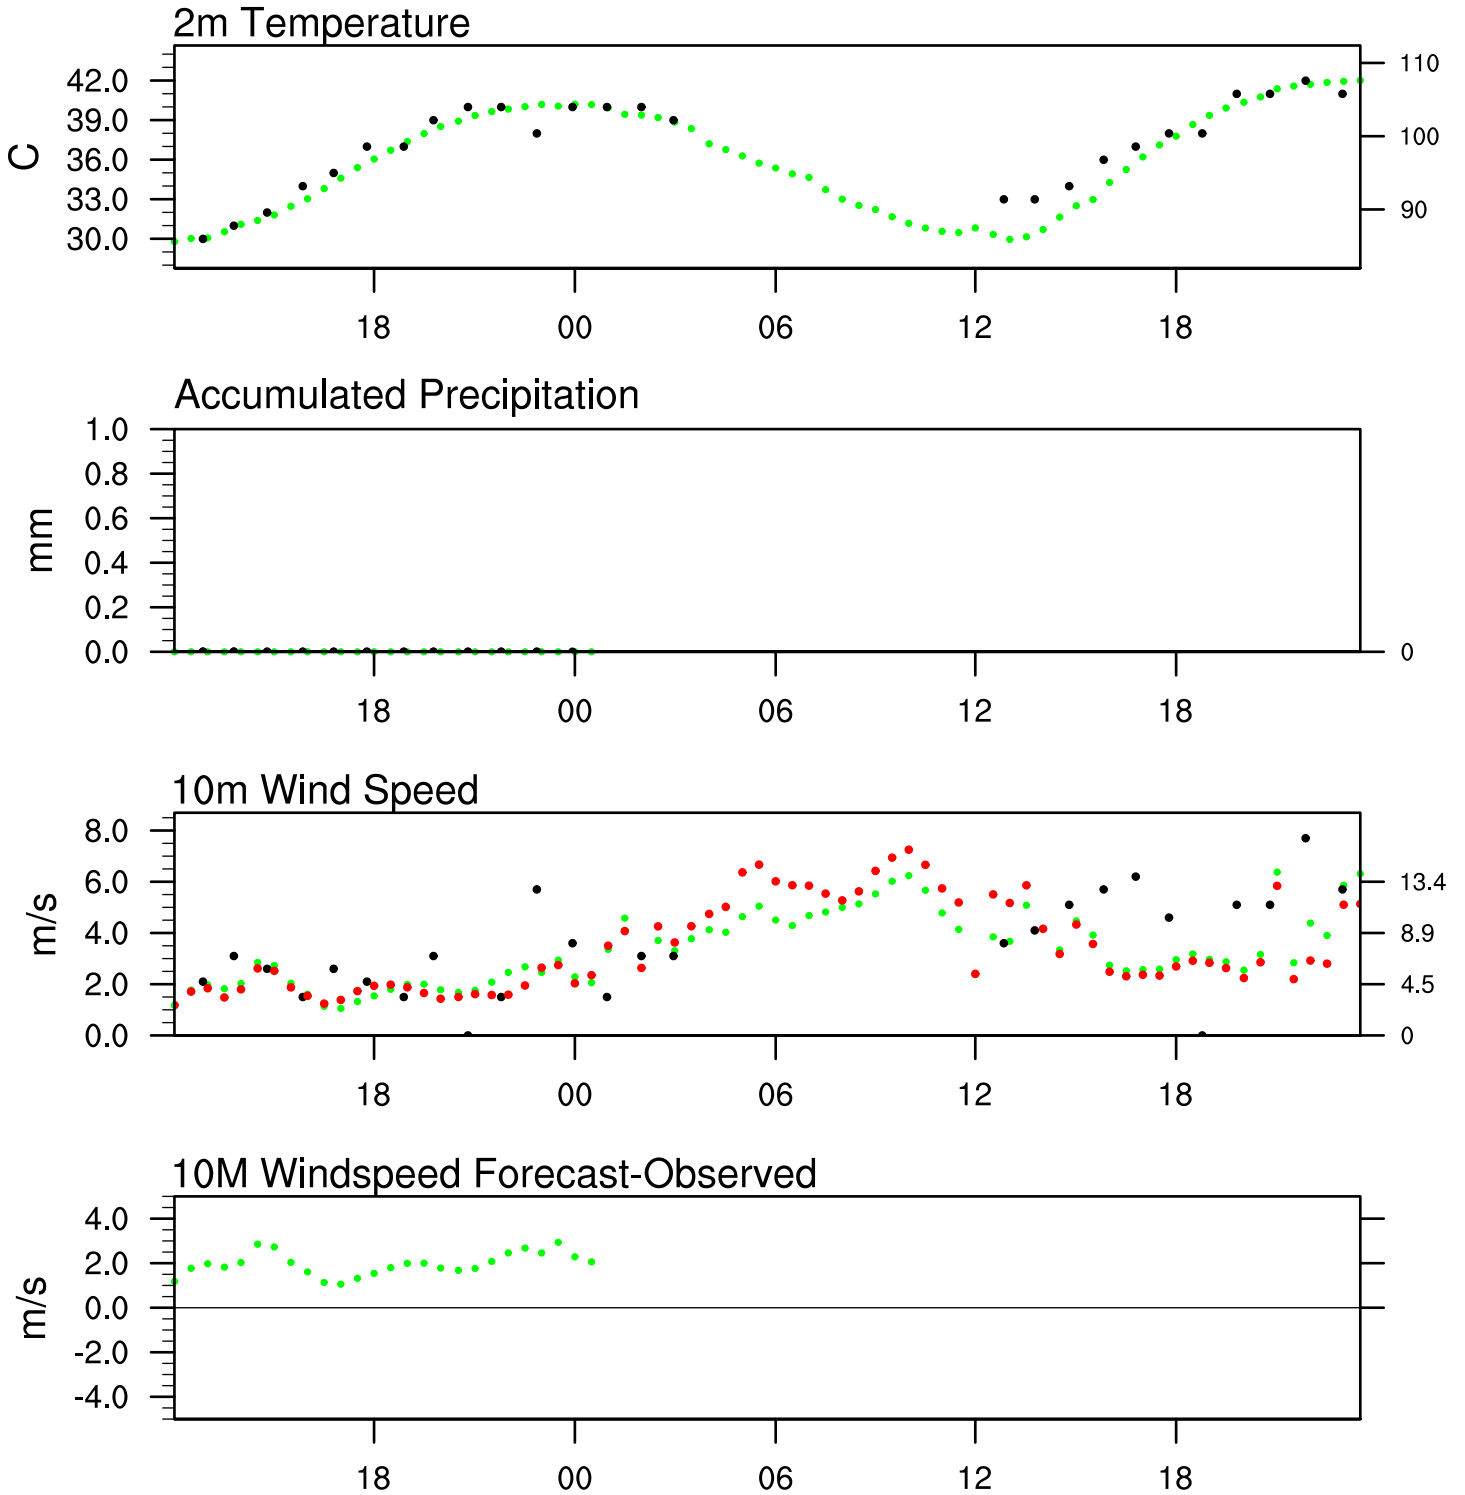 2m Temperature
42.0
39.0
36.0
33.0
30.0
C
110
100
90
18 00 06 12 18
Accumulated Precipitation
1.0
0.8
0.6
0.4
0.2
0.0
mm
0
18 00 06 12 18
10m Wind Speed
8.0
6.0
4.0
2.0
0.0
m/s
13.4
8.9
4.5
0
18 00 06 12 18
10M Windspeed Forecast-Observed
4.0
2.0
0.0
-2.0
-4.0
m/s
18 00 06 12 18